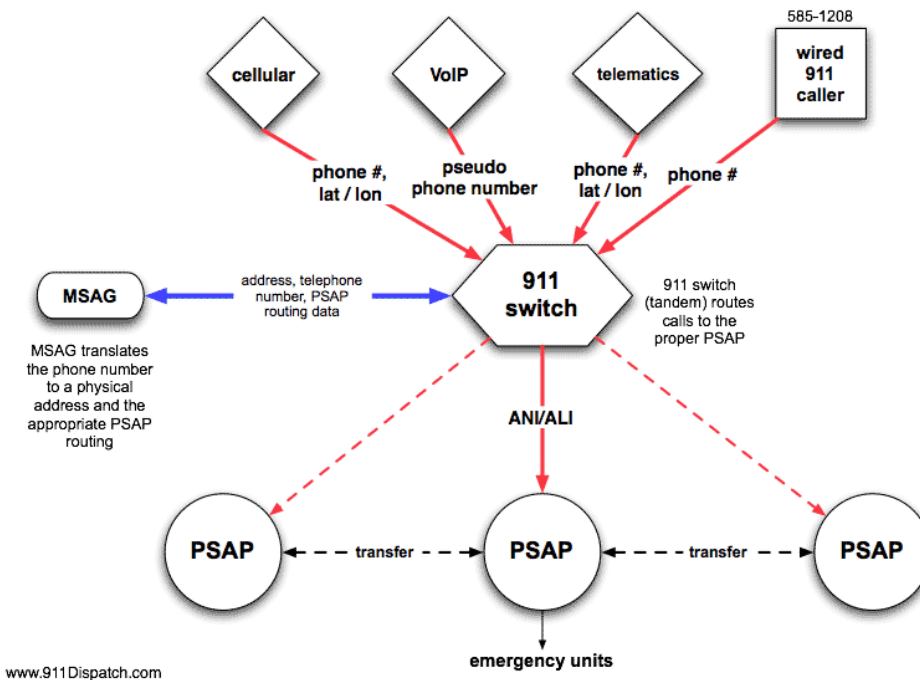 585-1208
cellular
VoIP
telematics
wired
911
caller
phone #,
lat / lon
pseudo
phone number
phone #,
lat / lon
phone #
MSAG
address, telephone
number, PSAP
routing data
911
switch
911 switch
(tandem) routes
calls to the
proper PSAP
MSAG translates
the phone number
to a physical
address and the
appropriate PSAP
routing
ANI/ALI
PSAP
transfer
PSAP
transfer
PSAP
emergency units
www.911Dispatch.com